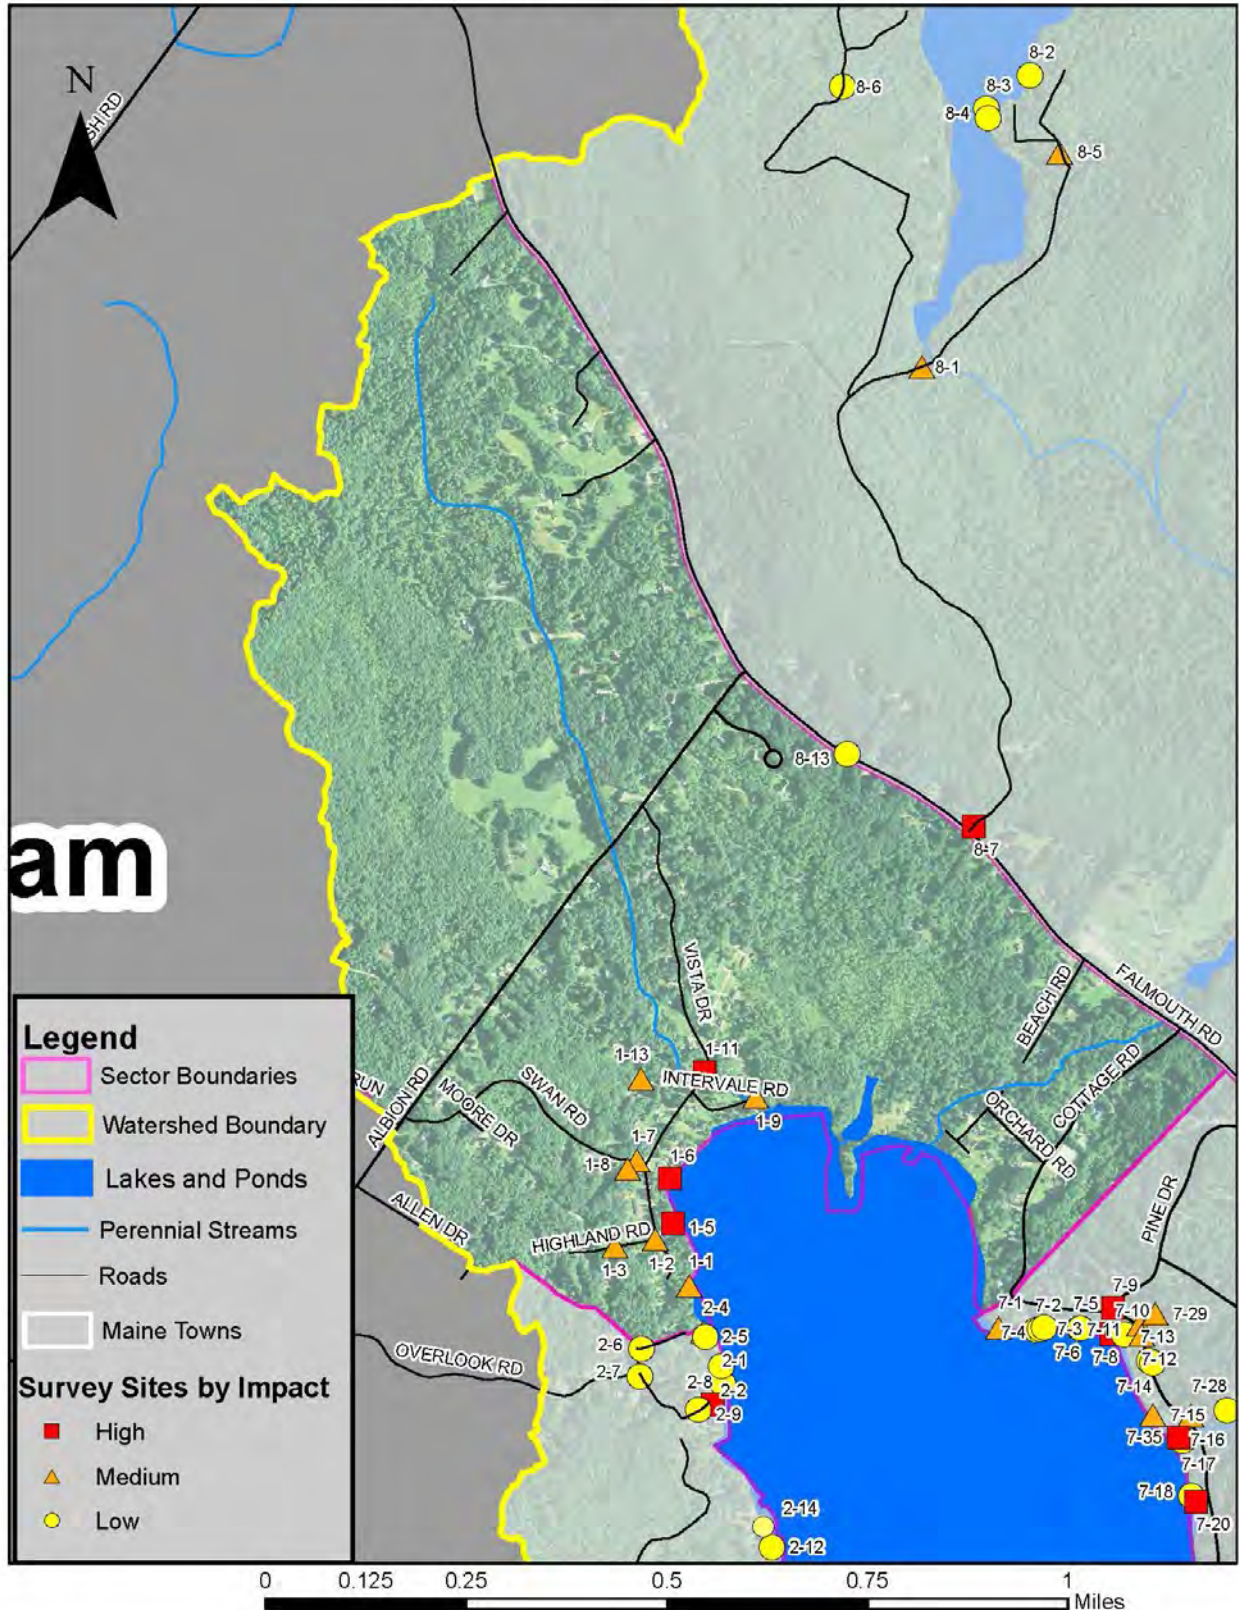 N
SH RD
8-2
8-3
8-6
8-4
8-5
8-1
8-13
8-7
am
VISTA DR
BEACH RD
FALMOUTH RD
COTTAGE RD
ORCHARD RD
PINE DR
1-11
1-13
INTERVALE RD
1-9
RUN
ALBION RD
MOORE DR
SWAN RD
1-7
1-8
1-6
ALLEN DR
HIGHLAND RD
1-5
1-3
1-2
1-1
2-4
2-5
2-6
2-1
2-7
OVERLOOK RD
2-8
2-2
2-9
2-14
2-12
7-9
7-1
7-2
7-5
7-10
7-29
7-4
7-3
7-11
7-13
7-6
7-8
7-12
7-14
7-28
7-15
7-35
7-16
7-17
7-18
7-20
Legend
Sector Boundaries
Watershed Boundary
Lakes and Ponds
Perennial Streams
Roads
Maine Towns
Survey Sites by Impact
High
Medium
Low
0 0.125 0.25 0.5 0.75 1
Miles